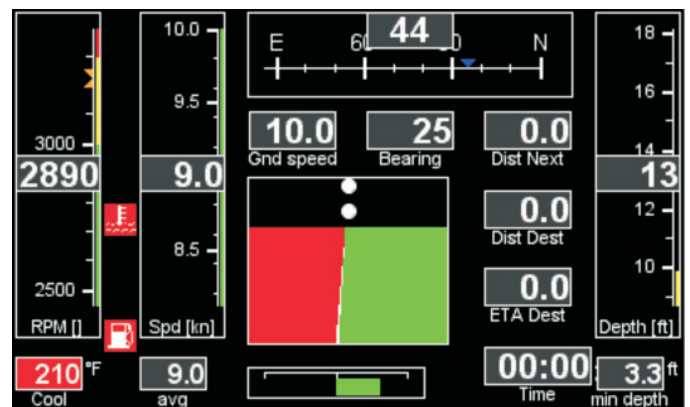 E 60 44 30 N
10.0
9.5
9.0
8.5
Spd [kn]
9.0
avg
3000
2890
2500
RPM []
210 °F
Cool
10.0
Gnd speed
25
Bearing
0.0
Dist Next
0.0
Dist Dest
0.0
ETA Dest
00:00
Time
18
16
14
13
12
10
Depth [ft]
3.3 ft
min depth